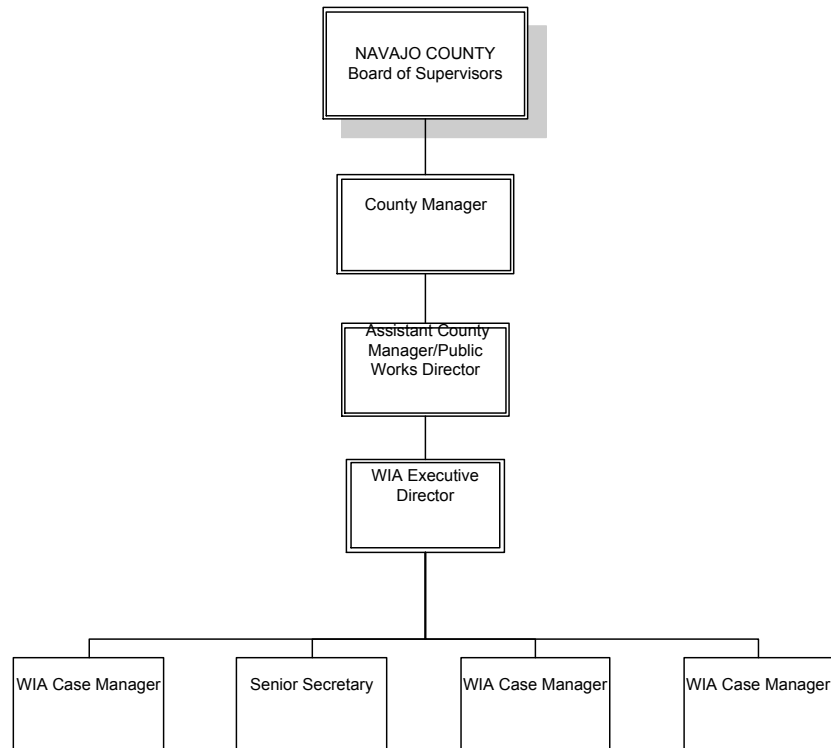 NAVAJO COUNTY
Board of Supervisors
County Manager
Assistant County
Manager/Public
Works Director
WIA Executive
Director
WIA Case Manager
Senior Secretary
WIA Case Manager
WIA Case Manager